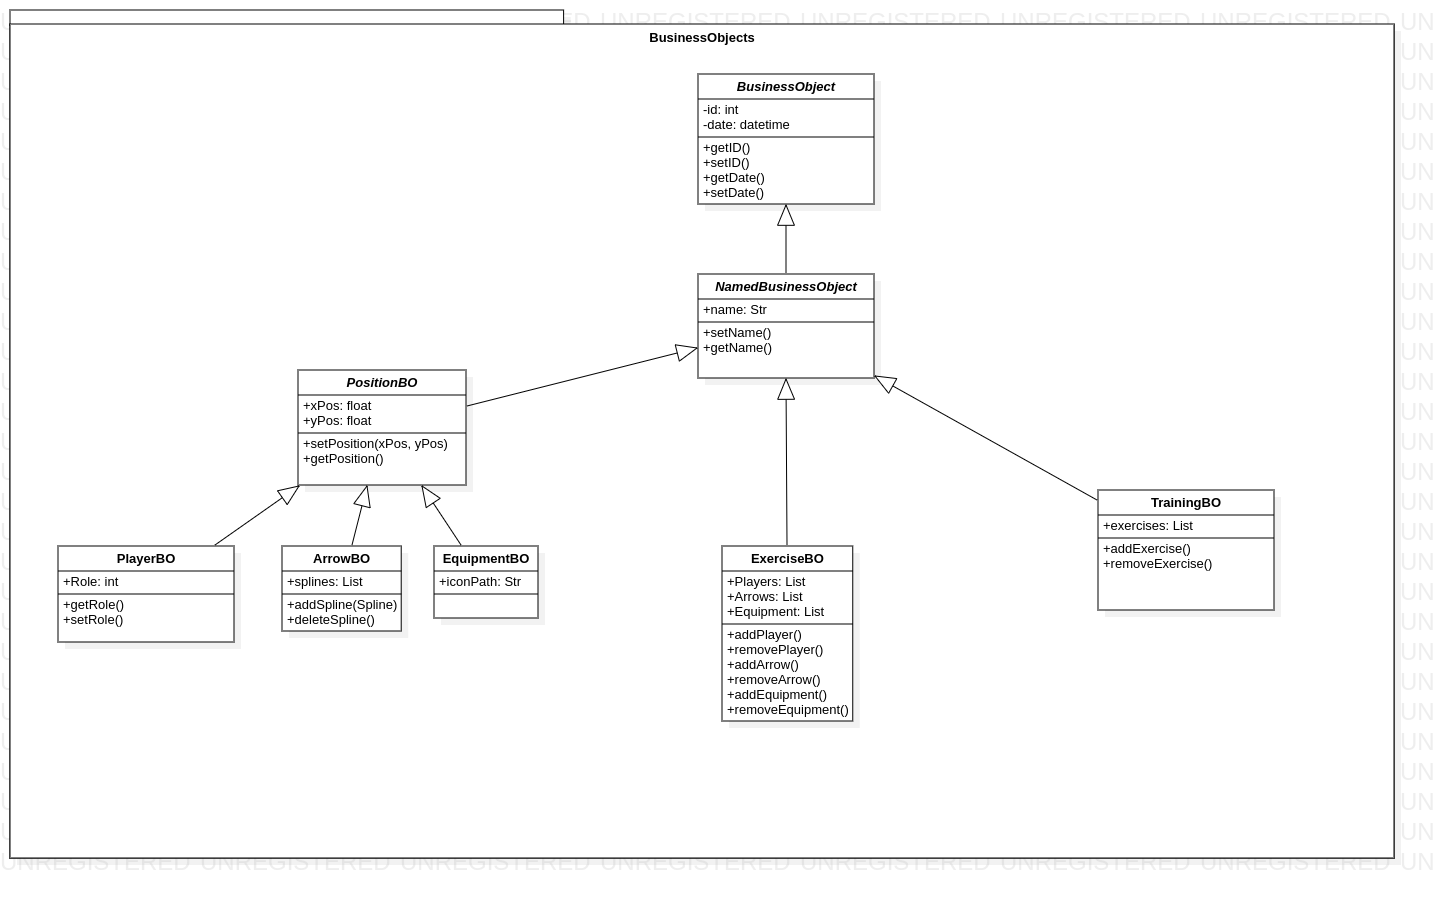 UNREGISTERED UNREGISTERED UNREGISTERED UNREGISTERED UN
BusinessObjects
BusinessObject
-id: int
-date: datetime
+getID()
+setID()
+getDate()
+setDate()
NamedBusinessObject
+name: Str
+setName()
+getName()
PositionBO
+xPos: float
+yPos: float
+setPosition(xPos, yPos)
+getPosition()
PlayerBO
+Role: int
+getRole()
+setRole()
ArrowBO
+splines: List
+addSpline(Spline)
+deleteSpline()
EquipmentBO
+iconPath: Str
ExerciseBO
+Players: List
+Arrows: List
+Equipment: List
+addPlayer()
+removePlayer()
+addArrow()
+removeArrow()
+addEquipment()
+removeEquipment()
TrainingBO
+exercises: List
+addExercise()
+removeExercise()
UNREGISTERED UNREGISTERED UNREGISTERED UNREGISTERED UNREGISTERED UNREGISTERED UNREGISTERED UN